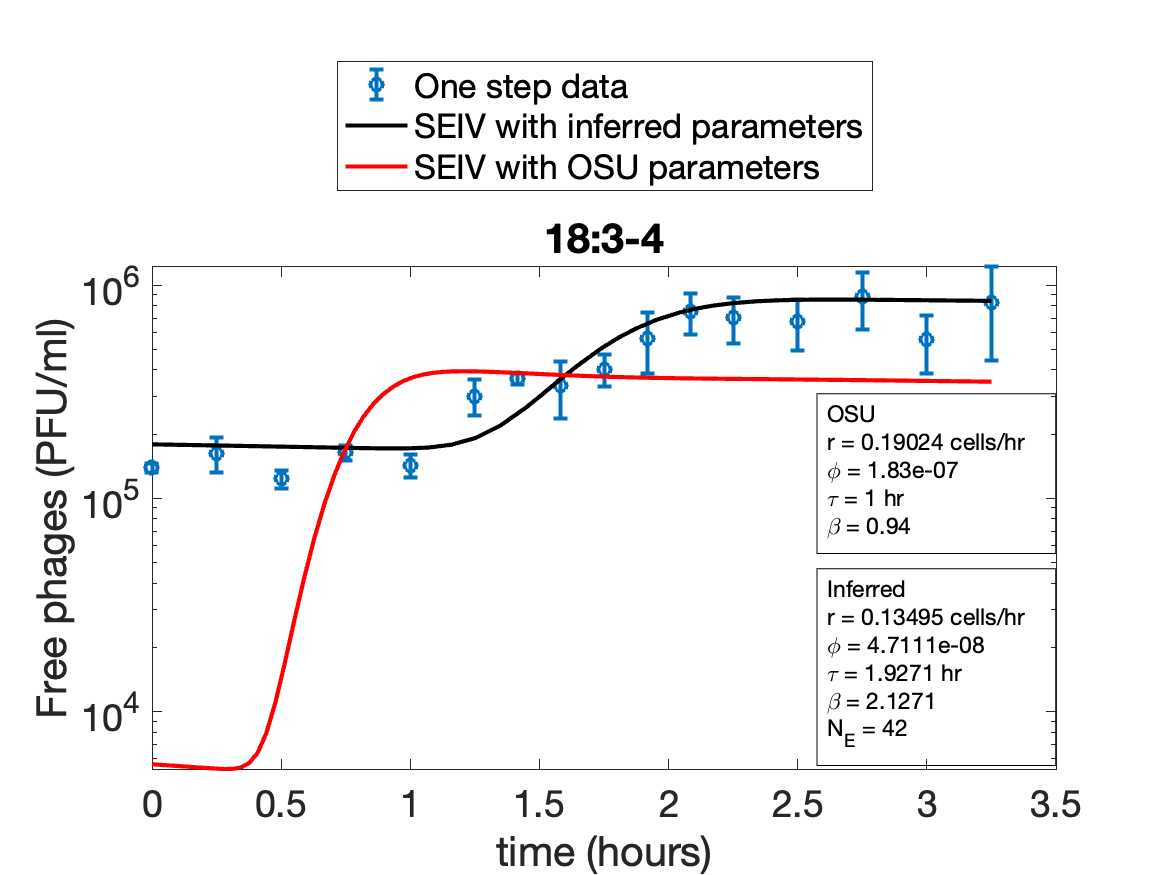 One step data
SEIV with inferred parameters
SEIV with OSU parameters
18:3-4
Free phages (PFU/ml)
10^6
10^5
10^4
OSU
r = 0.19024 cells/hr
ϕ = 1.83e-07
τ = 1 hr
β = 0.94
Inferred
r = 0.13495 cells/hr
ϕ = 4.7111e-08
τ = 1.9271 hr
β = 2.1271
N_E = 42
0 0.5 1 1.5 2 2.5 3 3.5
time (hours)